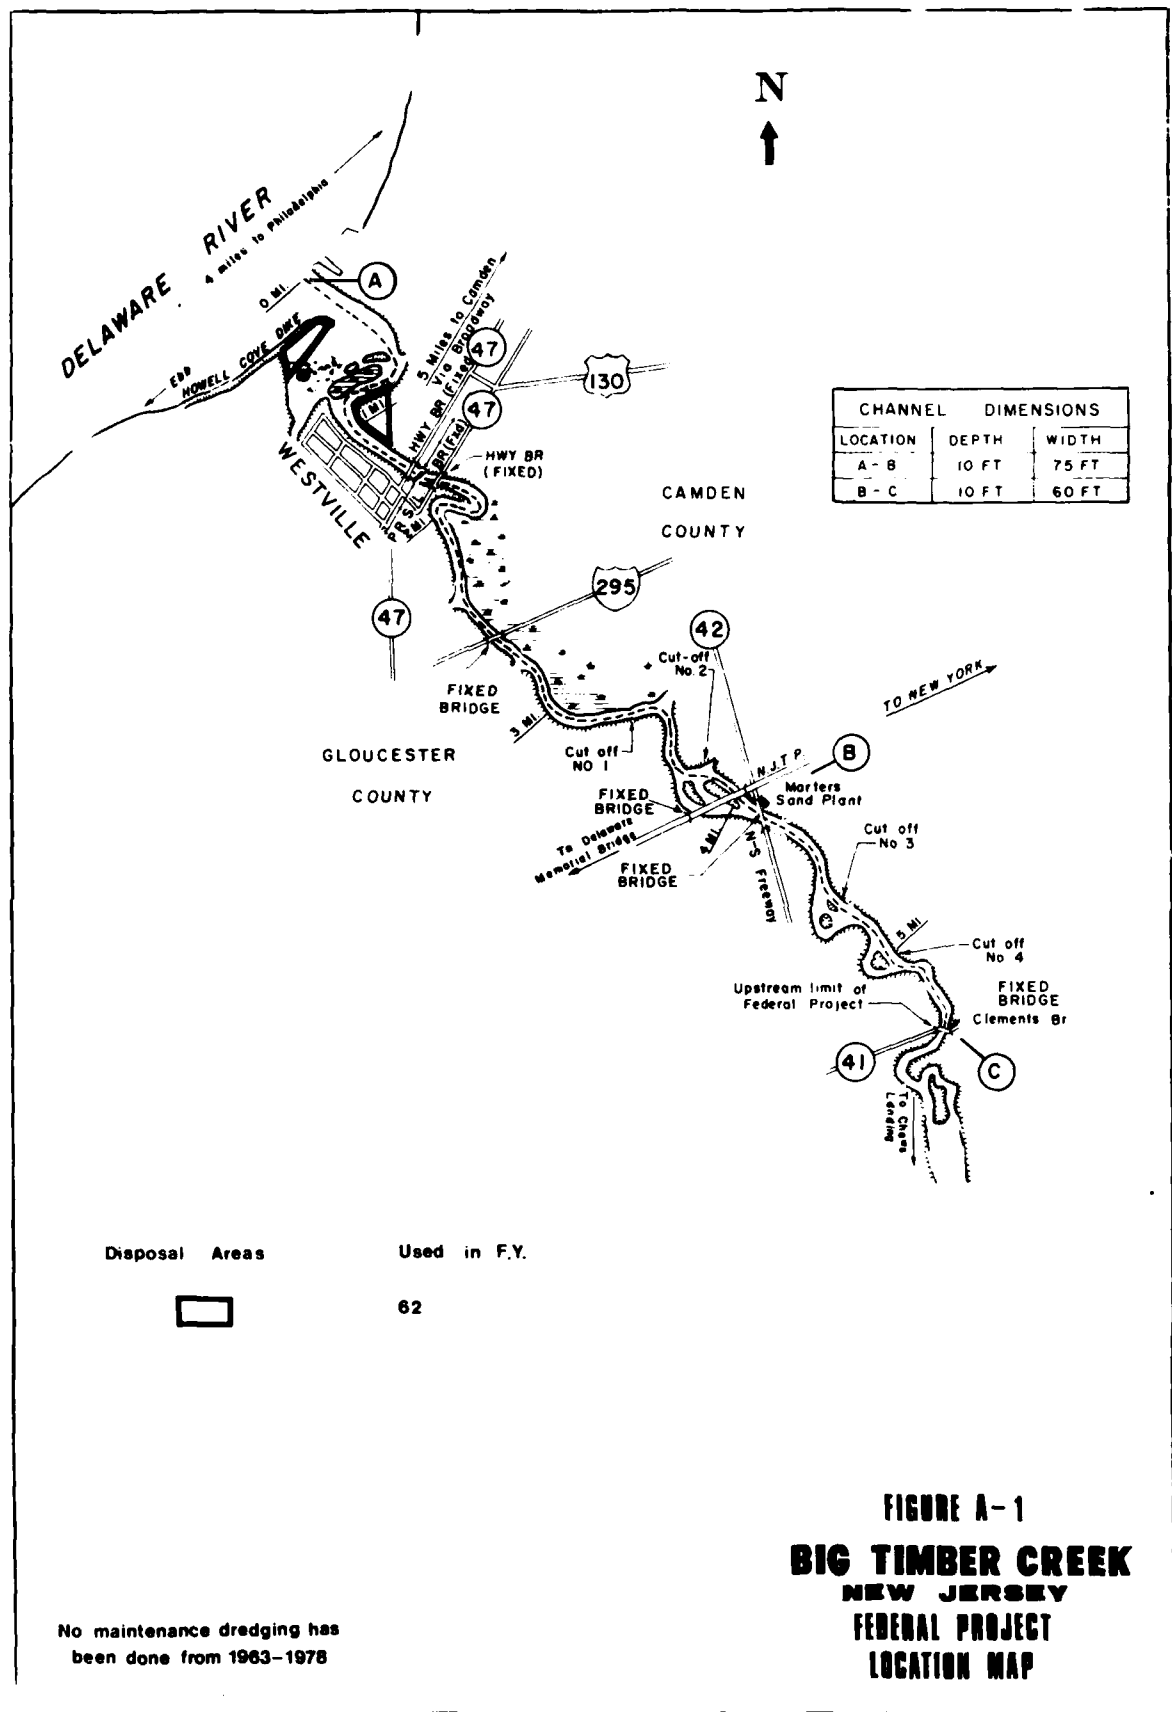 N
DELAWARE RIVER
4 miles to Philadelphia
0 MI.
A
EBB
HOWELL COVE DIKE
5 Miles to Camden
Via Broadway
47
130
HWY BR (Fixed)
47
1 MI.
BR (Fxd)
HWY BR
(FIXED)
WESTVILLE
P R S L
2 MI.
CHANNEL DIMENSIONS
LOCATION DEPTH WIDTH
A - B 10 FT 75 FT
B - C 10 FT 60 FT
CAMDEN
COUNTY
295
47
42
FIXED
BRIDGE
Cut-off
No. 2
TO NEW YORK
3 MI.
Cut off
NO 1
GLOUCESTER
COUNTY
B
N.J.T.P.
FIXED
BRIDGE
Marters
Sand Plant
To Delaware
Memorial Bridge
4 MI.
FIXED
BRIDGE
N-S Freeway
Cut off
No 3
5 MI.
Cut off
No 4
Upstream limit of
Federal Project
FIXED
BRIDGE
Clements Br
41
C
To Chews
Landing
Disposal Areas Used in F.Y.
62
No maintenance dredging has
been done from 1963-1978
FIGURE A-1
BIG TIMBER CREEK
NEW JERSEY
FEDERAL PROJECT
LOCATION MAP